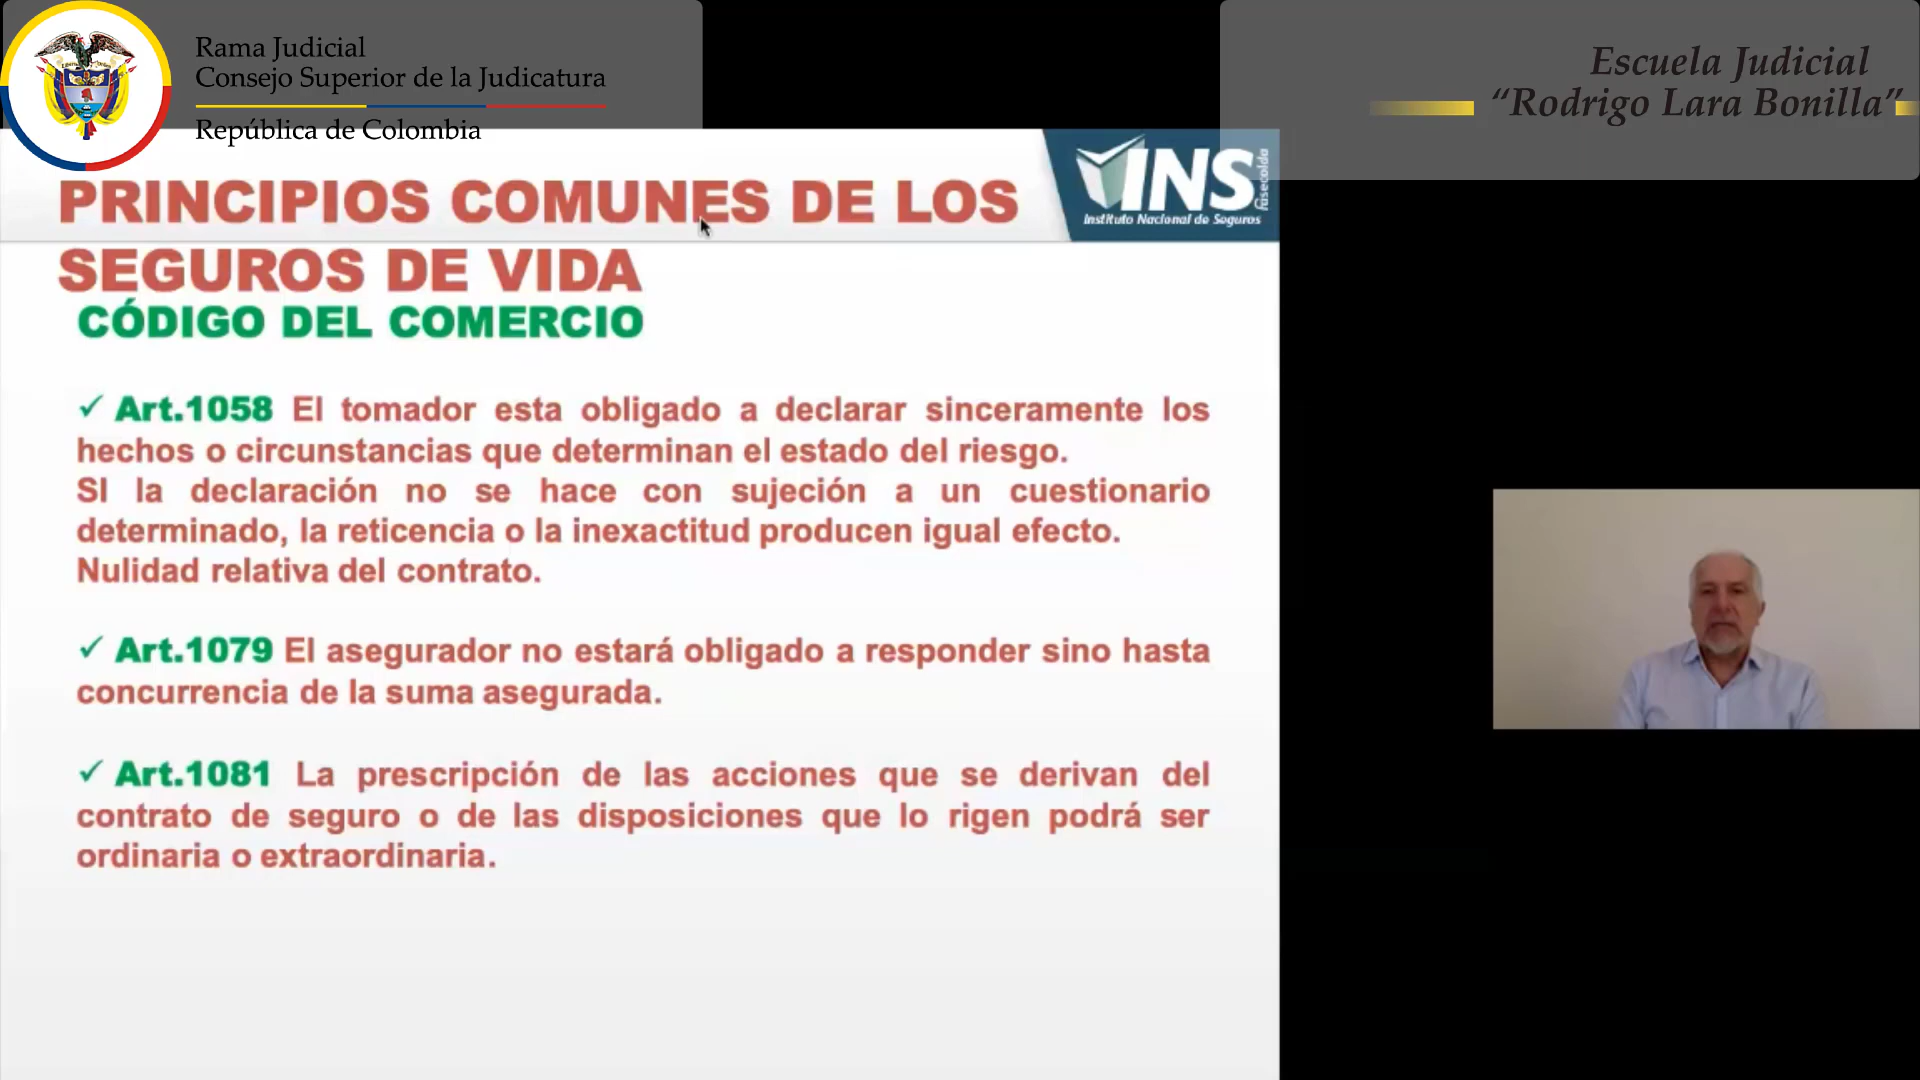 Rama Judicial
Consejo Superior de la Judicatura
República de Colombia
Escuela Judicial
“Rodrigo Lara Bonilla”
INS
fasecolda
Instituto Nacional de Seguros
PRINCIPIOS COMUNES DE LOS
SEGUROS DE VIDA
CÓDIGO DEL COMERCIO
✓ Art.1058 El tomador esta obligado a declarar sinceramente los
hechos o circunstancias que determinan el estado del riesgo.
SI la declaración no se hace con sujeción a un cuestionario
determinado, la reticencia o la inexactitud producen igual efecto.
Nulidad relativa del contrato.
✓ Art.1079 El asegurador no estará obligado a responder sino hasta
concurrencia de la suma asegurada.
✓ Art.1081 La prescripción de las acciones que se derivan del
contrato de seguro o de las disposiciones que lo rigen podrá ser
ordinaria o extraordinaria.